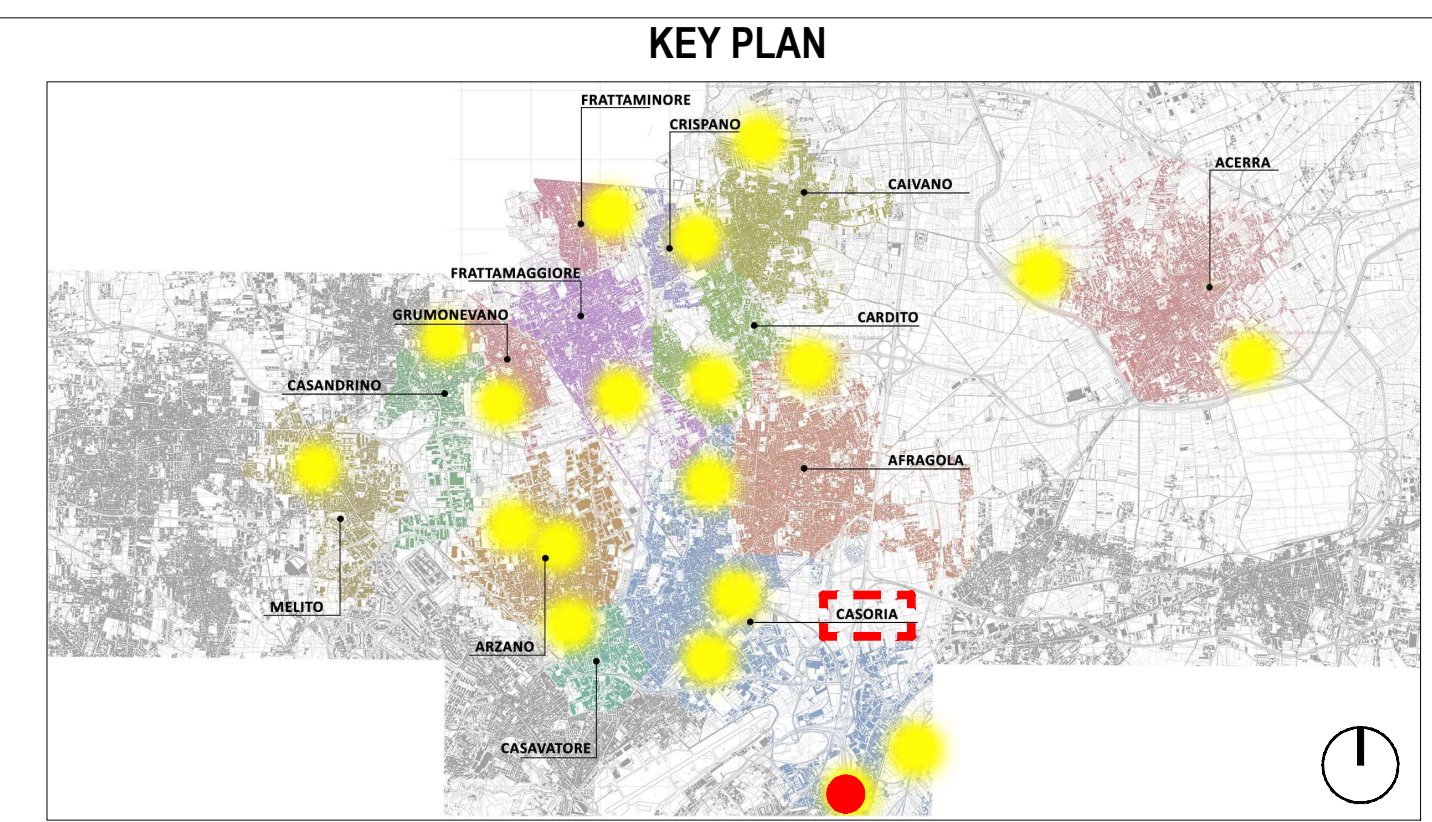 KEY PLAN
FRATTAMINORE
CRISPANO
ACERRA
CAIVANO
FRATTAMAGGIORE
GRUMONEVANO
CARDITO
CASANDRINO
AFRAGOLA
MELITO
CASORIA
ARZANO
CASAVATORE